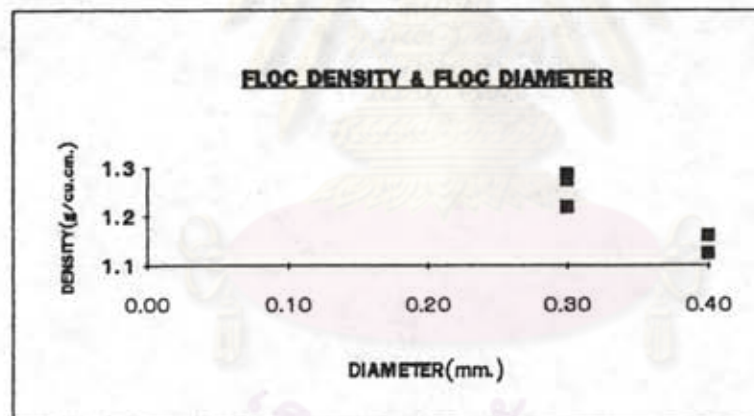 FLOC DENSITY & FLOC DIAMETER
DENSITY(g/cu.cm.)
1.3
1.2
1.1
0.00 0.10 0.20 0.30 0.40
DIAMETER(mm.)